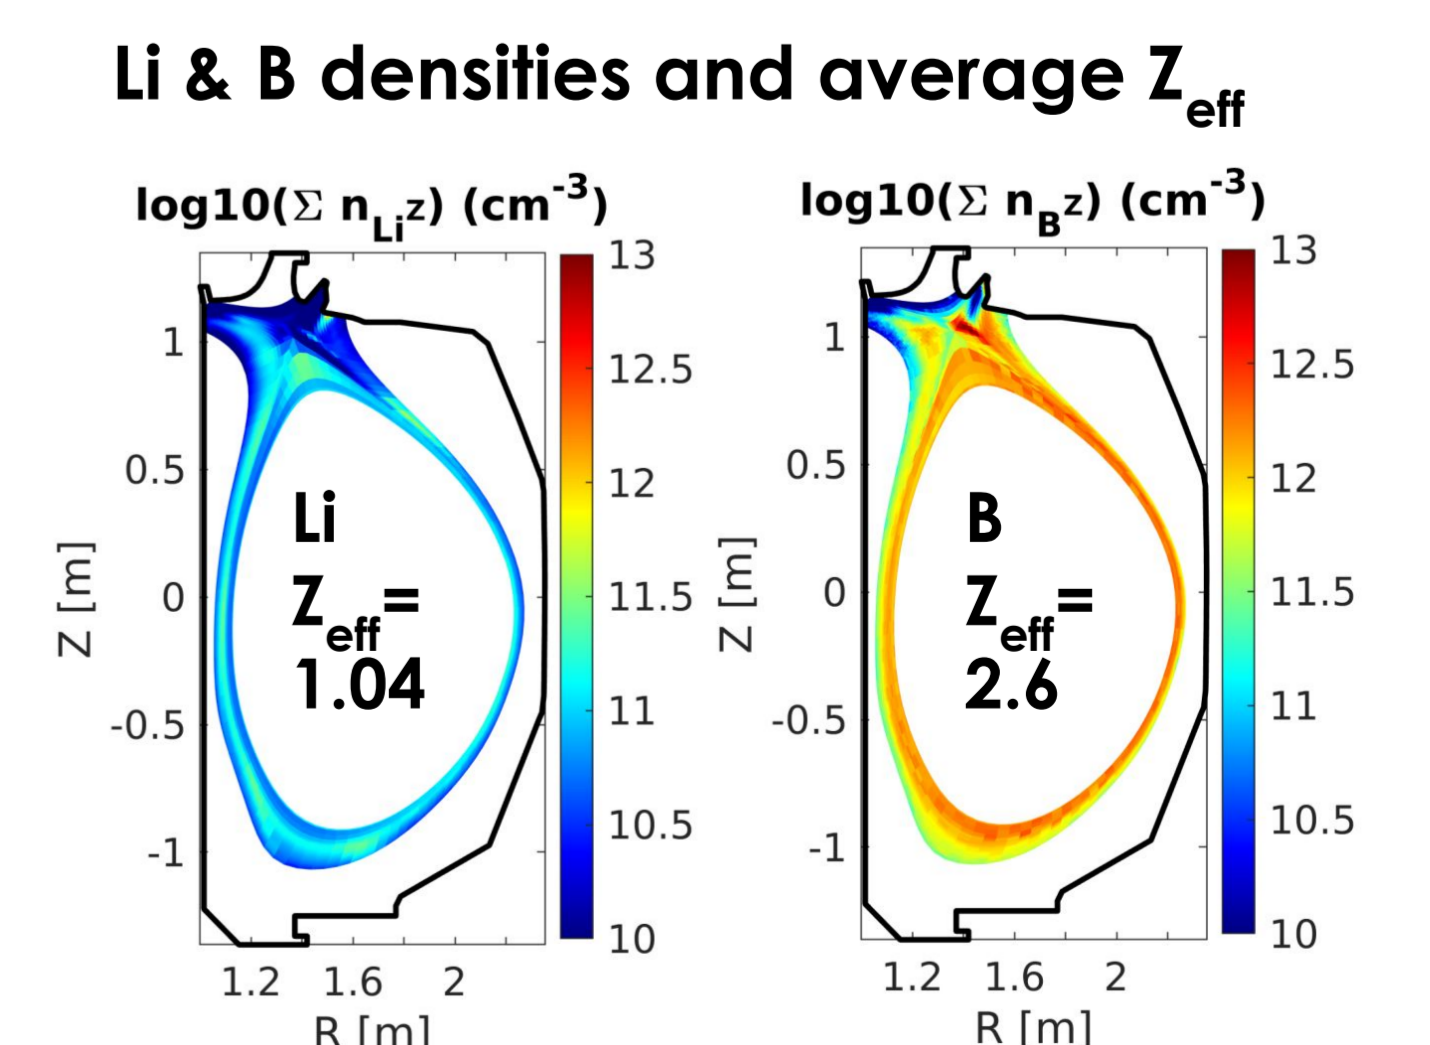 Li & B densities and average Zeff
log10(Σ nLiz) (cm-3)
1
0.5
0
-0.5
-1
Z [m]
1.2 1.6 2
R [m]
Li
Zeff=
1.04
13
12.5
12
11.5
11
10.5
10
log10(Σ nBz) (cm-3)
1
0.5
0
-0.5
-1
Z [m]
1.2 1.6 2
R [m]
B
Zeff=
2.6
13
12.5
12
11.5
11
10.5
10